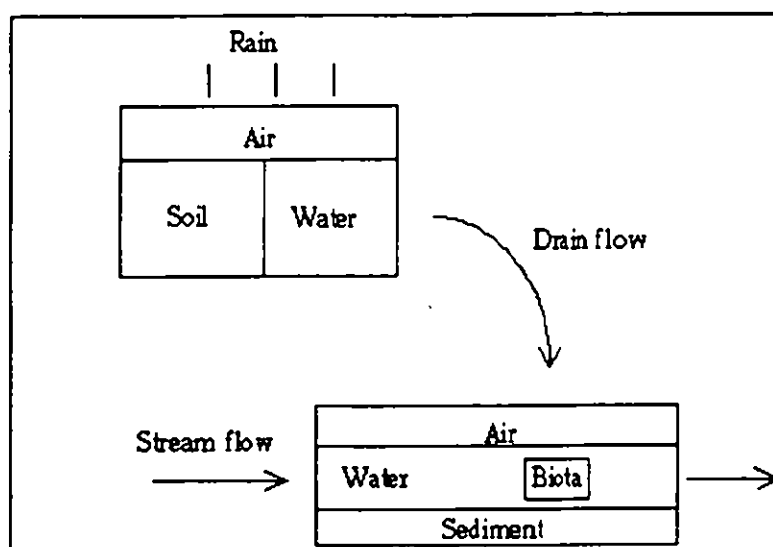 Rain
Air
Soil Water
Drain flow
Stream flow
Air
Water Biota
Sediment